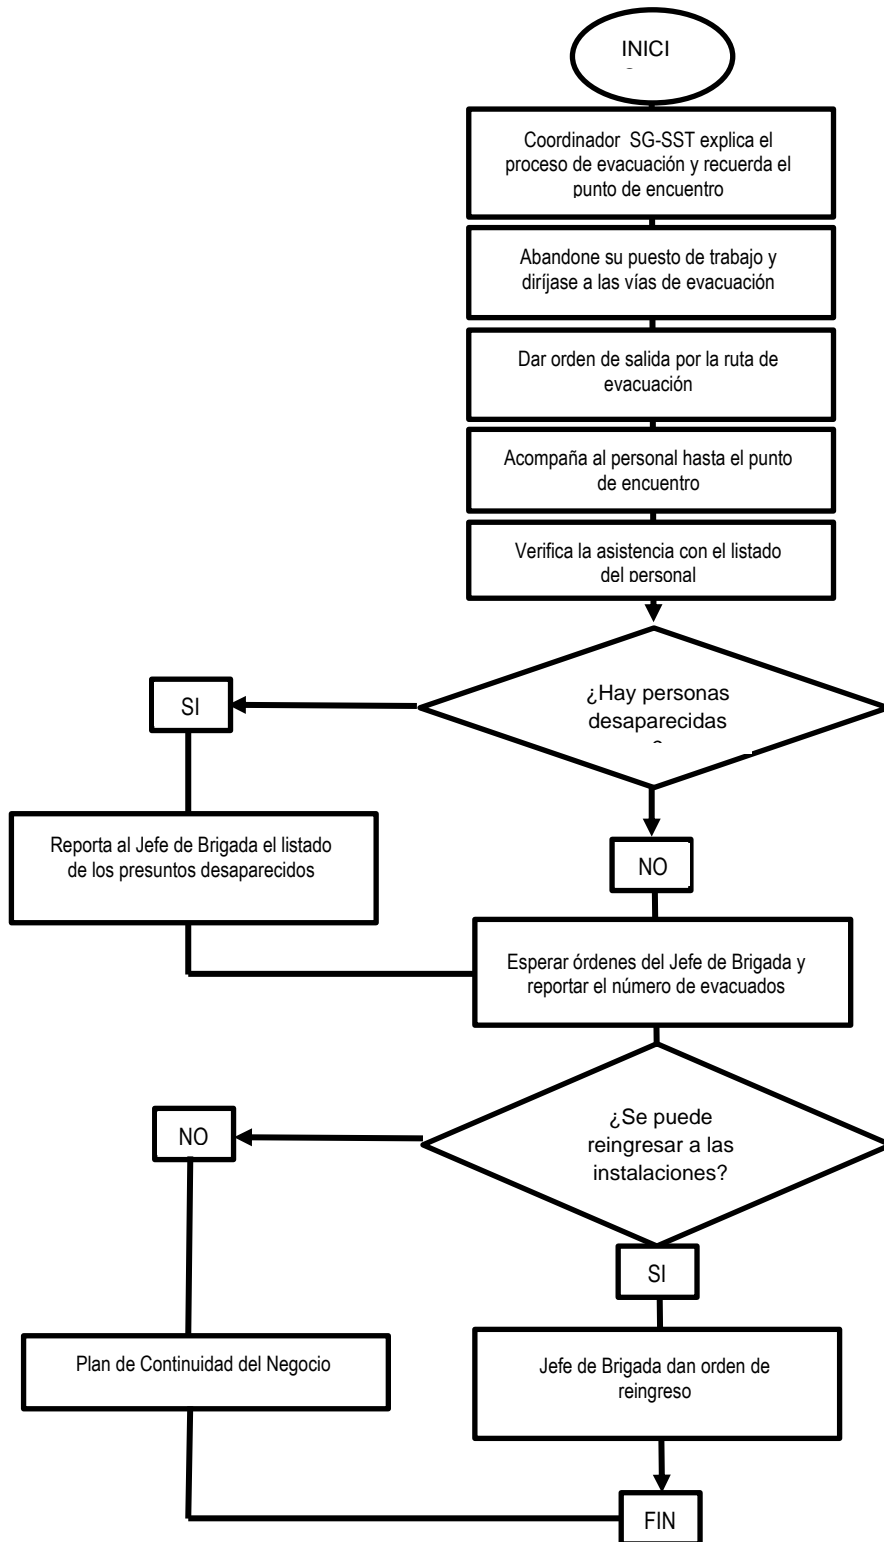 INICI
Coordinador SG-SST explica el
proceso de evacuación y recuerda el
punto de encuentro
Abandone su puesto de trabajo y
diríjase a las vías de evacuación
Dar orden de salida por la ruta de
evacuación
Acompaña al personal hasta el punto
de encuentro
Verifica la asistencia con el listado
del personal
¿Hay personas
desaparecidas
SI
Reporta al Jefe de Brigada el listado
de los presuntos desaparecidos
NO
Esperar órdenes del Jefe de Brigada y
reportar el número de evacuados
¿Se puede
reingresar a las
instalaciones?
NO
SI
Plan de Continuidad del Negocio
Jefe de Brigada dan orden de
reingreso
FIN